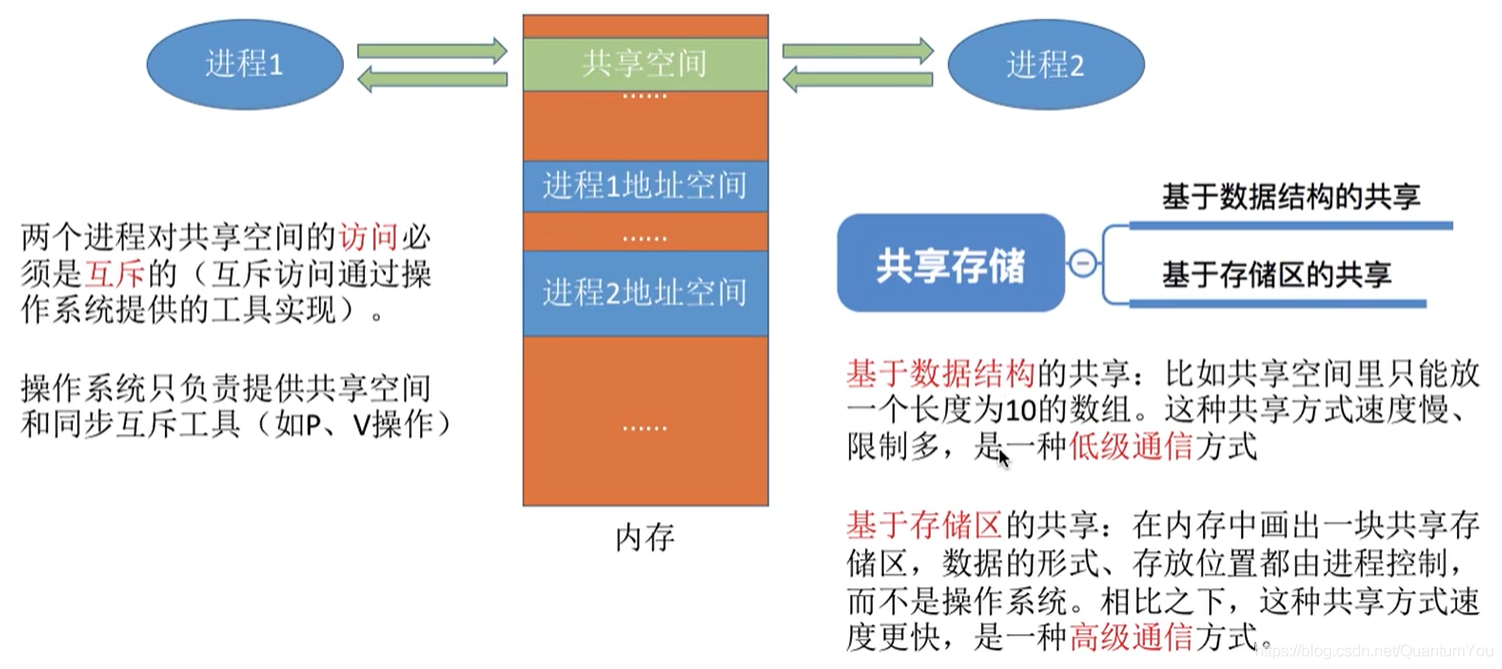 进程1
共享空间
进程2
......
进程1地址空间
......
进程2地址空间
......
内存
两个进程对共享空间的访问必
须是互斥的（互斥访问通过操
作系统提供的工具实现）。
操作系统只负责提供共享空间
和同步互斥工具（如P、V操作）
共享存储
基于数据结构的共享
基于存储区的共享
基于数据结构的共享：比如共享空间里只能放
一个长度为10的数组。这种共享方式速度慢、
限制多，是一种低级通信方式
基于存储区的共享：在内存中画出一块共享存
储区，数据的形式、存放位置都由进程控制，
而不是操作系统。相比之下，这种共享方式速
度更快，是一种高级通信方式。
https://blog.csdn.net/QuantumYou